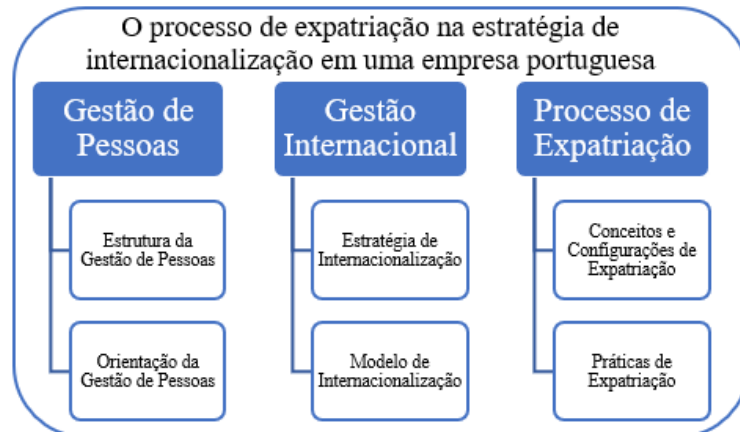 O processo de expatriação na estratégia de
internacionalização em uma empresa portuguesa
Gestão de
Pessoas
Estrutura da
Gestão de Pessoas
Orientação da
Gestão de Pessoas
Gestão
Internacional
Estratégia de
Internacionalização
Modelo de
Internacionalização
Processo de
Expatriação
Conceitos e
Configurações de
Expatriação
Práticas de
Expatriação